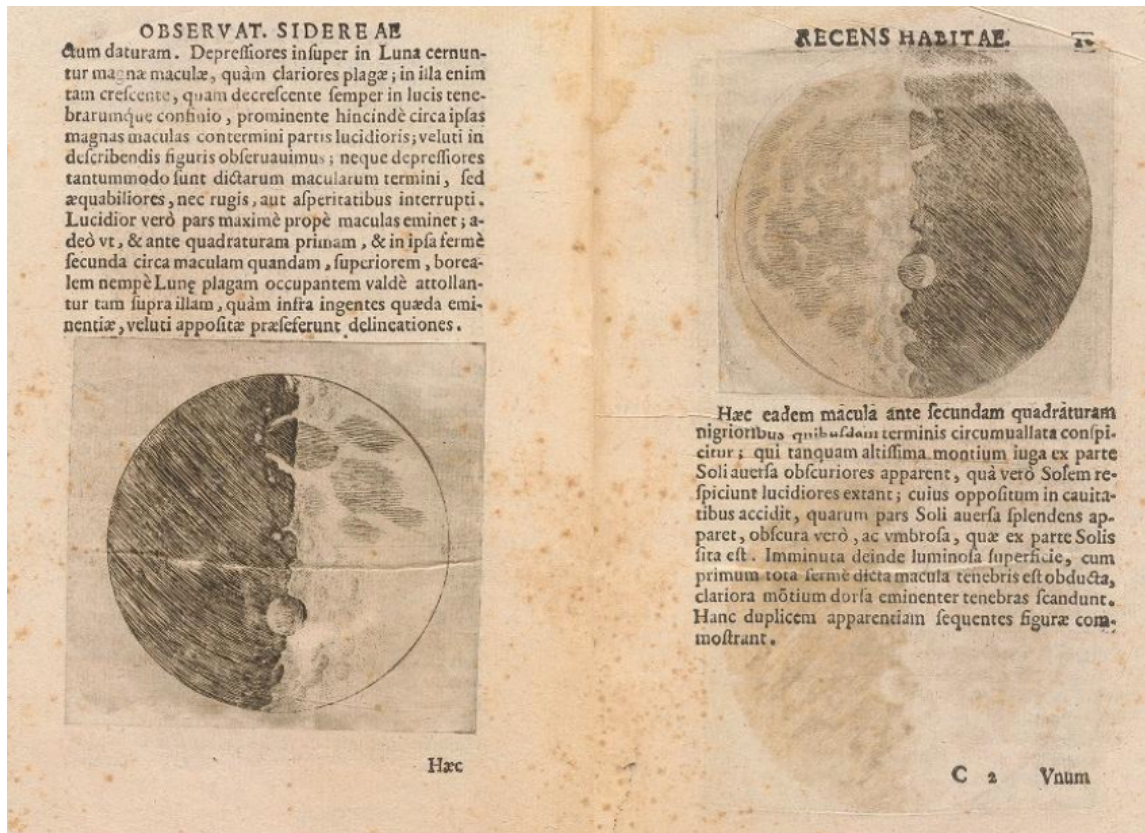 OBSERVAT. SIDEREAE
ctum daturam. Depreſſiores inſuper in Luna cernun-
tur magnæ maculæ, quàm clariores plagæ; in illa enim
tam creſcente, quam decreſcente ſemper in lucis tene-
brarumque confinio, prominente hincindè circa ipſas
magnas maculas contermini partis lucidioris; veluti in
deſcribendis figuris obſeruauimus; neque depreſſiores
tantummodo ſunt dictarum macularum termini, ſed
æquabiliores, nec rugis, aut aſperitatibus interrupti.
Lucidior verò pars maximè propè maculas eminet; a-
deò vt, & ante quadraturam primam, & in ipſa fermè
ſecunda circa maculam quandam, ſuperiorem, borea-
lem nempè Lunę plagam occupantem valdè attollan-
tur tam ſupra illam, quàm infra ingentes quæda emi-
nentiæ, veluti appoſitæ præſeferunt delineationes.
Hæc
RECENS HABITAE.
Hæc eadem macula ante ſecundam quadraturam
nigrioribus quibuſdam terminis circumuallata conſpi-
citur; qui tanquam altiſſima montium iuga ex parte
Soli auerſa obſcuriores apparent, quà verò Solem re-
ſpiciunt lucidiores extant; cuius oppoſitum in cauita-
tibus accidit, quarum pars Soli auerſa ſplendens ap-
paret, obſcura verò, ac vmbroſa, quæ ex parte Solis
ſita eſt. Imminuta deinde luminoſa ſuperficie, cum
primum tota fermè dicta macula tenebris eſt obducta,
clariora mõtium dorſa eminenter tenebras ſcandunt.
Hanc duplicem apparentiam ſequentes figuræ com-
moſtrant.
C 2 Vnum